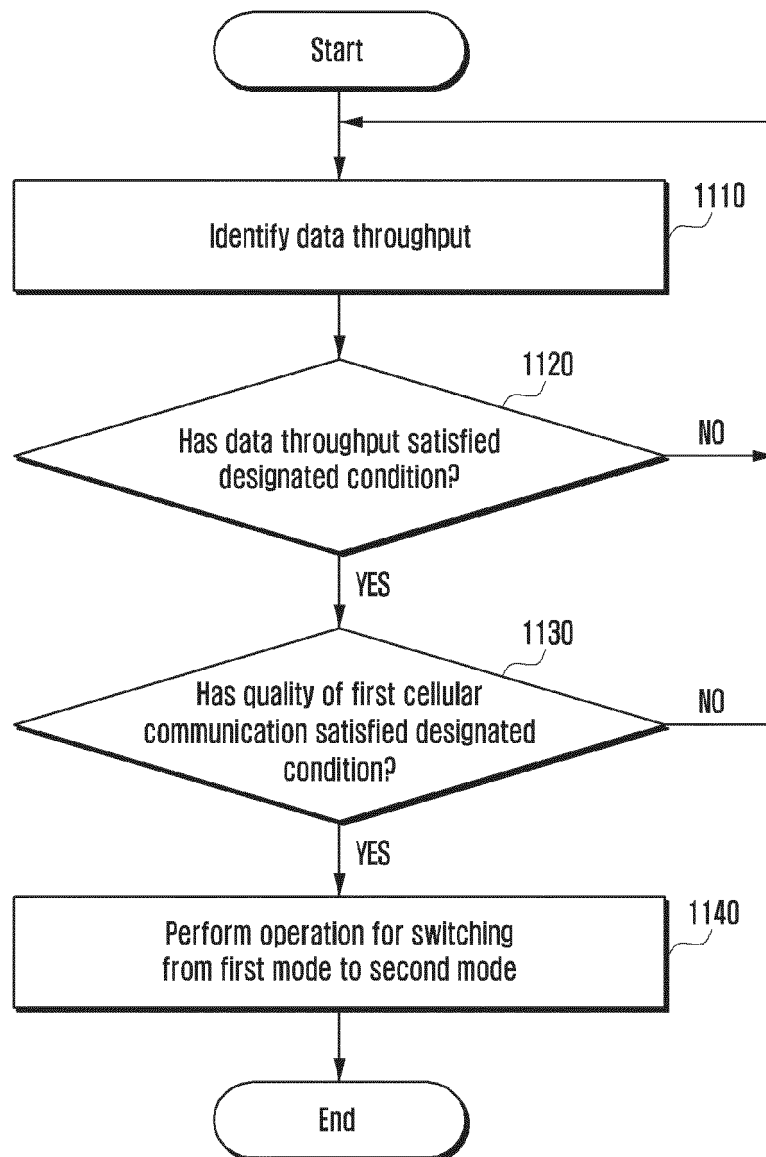 Start
Identify data throughput
1110
1120
Has data throughput satisfied
designated condition?
NO
YES
1130
Has quality of first cellular
communication satisfied designated
condition?
NO
YES
1140
Perform operation for switching
from first mode to second mode
End